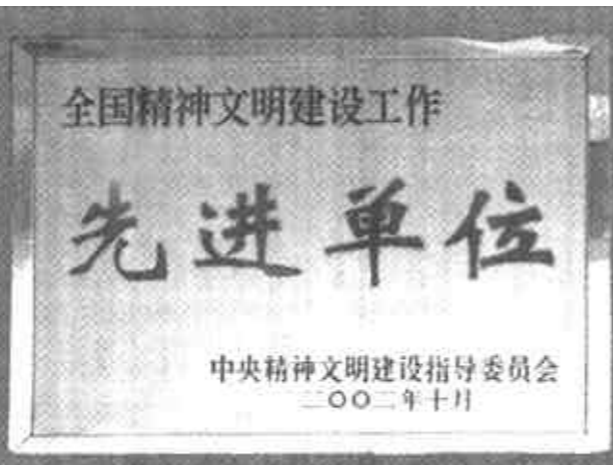 全国精神文明建设工作
先进单位
中央精神文明建设指导委员会
二〇〇二年十月